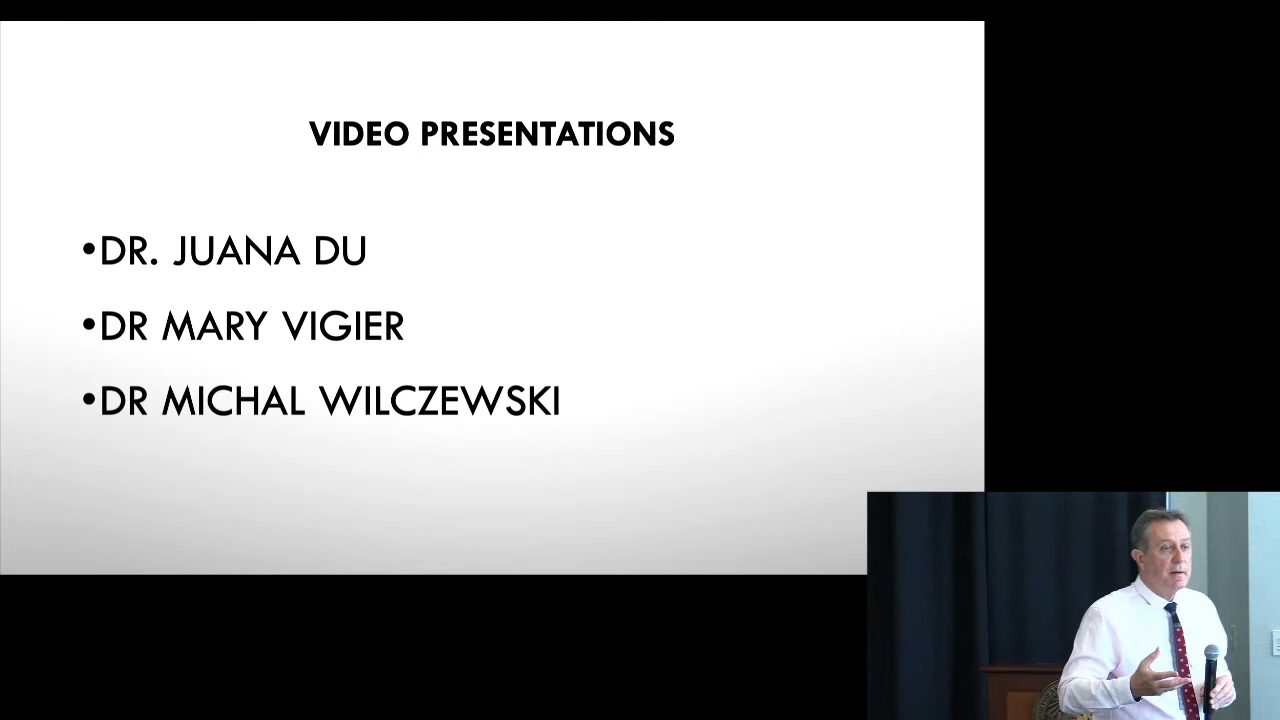 VIDEO PRESENTATIONS
•DR. JUANA DU
•DR MARY VIGIER
•DR MICHAL WILCZEWSKI